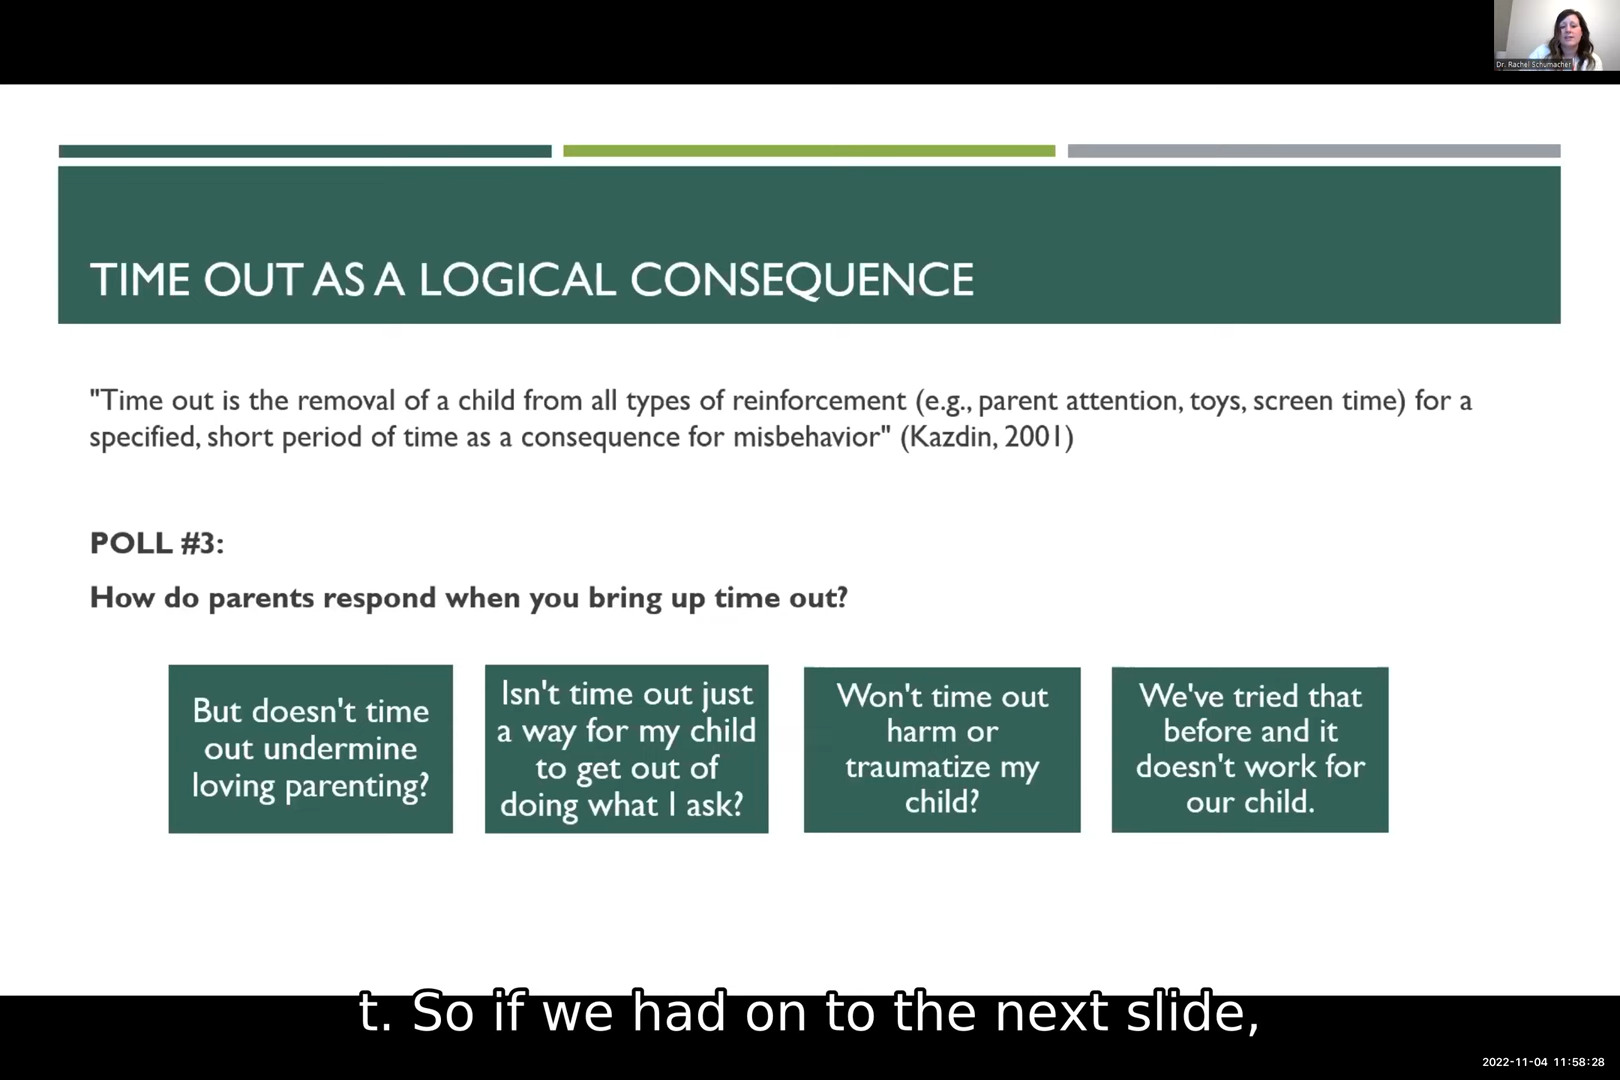 Dr. Rachel Schumacher
TIME OUT AS A LOGICAL CONSEQUENCE
"Time out is the removal of a child from all types of reinforcement (e.g., parent attention, toys, screen time) for a
specified, short period of time as a consequence for misbehavior" (Kazdin, 2001)
POLL #3:
How do parents respond when you bring up time out?
But doesn't time
out undermine
loving parenting?
Isn't time out just
a way for my child
to get out of
doing what I ask?
Won't time out
harm or
traumatize my
child?
We've tried that
before and it
doesn't work for
our child.
t. So if we had on to the next slide,
2022-11-04 11:58:28